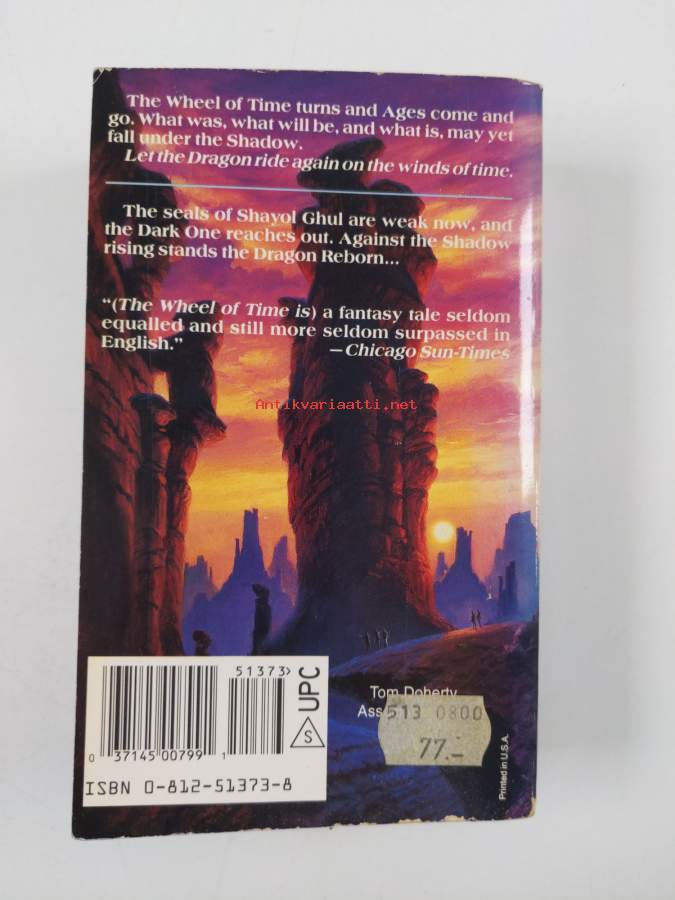 The Wheel of Time turns and Ages come and
go. What was, what will be, and what is, may yet
fall under the Shadow.
Let the Dragon ride again on the winds of time.
The seals of Shayol Ghul are weak now, and
the Dark One reaches out. Against the Shadow
rising stands the Dragon Reborn...
“(The Wheel of Time is) a fantasy tale seldom
equalled and still more seldom surpassed in
English.”
—Chicago Sun-Times
Antikvariaatti.net
51373>
UPC
S
0 37145 00799 1
ISBN 0-812-51373-8
Tom Doherty
Ass
513 0800
77.-
Printed in U.S.A.